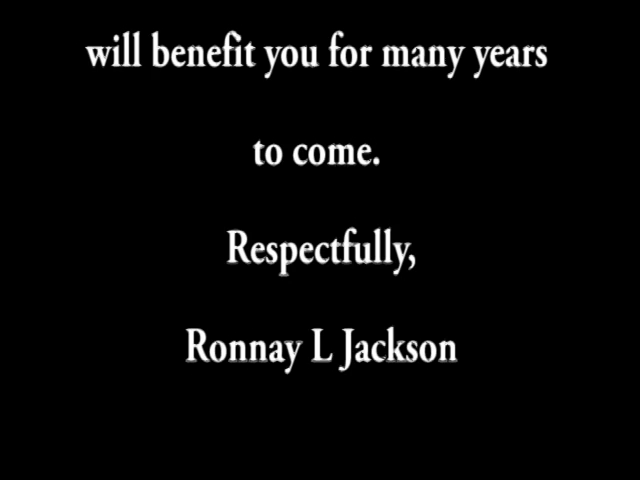 will benefit you for many years
to come.
Respectfully,
Ronnay L Jackson